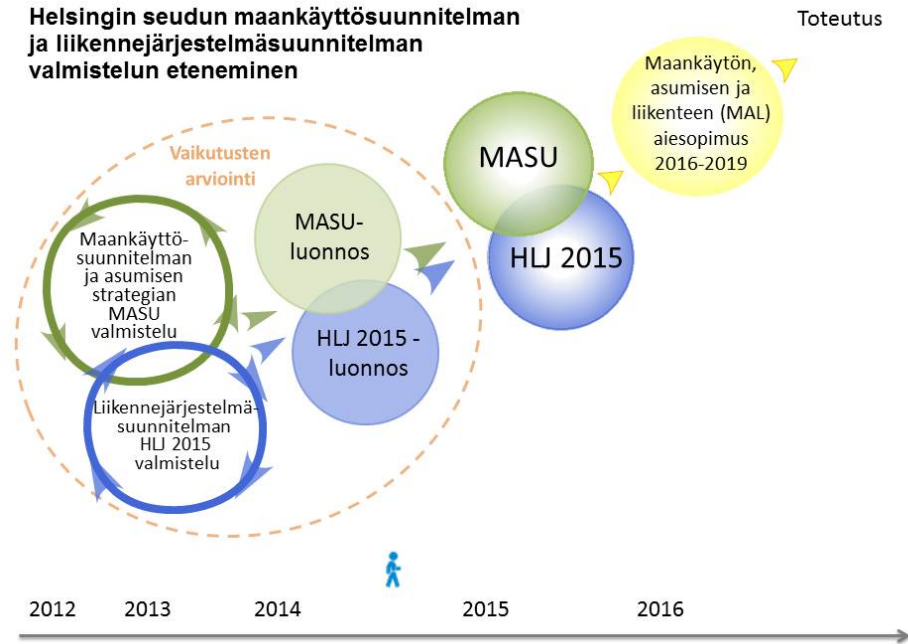 Helsingin seudun maankäyttösuunnitelman
ja liikennejärjestelmäsuunnitelman
valmistelun eteneminen
Toteutus
Maankäytön,
asumisen ja
liikenteen (MAL)
aiesopimus
2016-2019
Vaikutusten
arviointi
MASU
HLJ 2015
MASU-
luonnos
HLJ 2015 -
luonnos
Maankäyttö-
suunnitelman
ja asumisen
strategian
MASU
valmistelu
Liikennejärjestelmä-
suunnitelman
HLJ 2015
valmistelu
2012 2013 2014 2015 2016